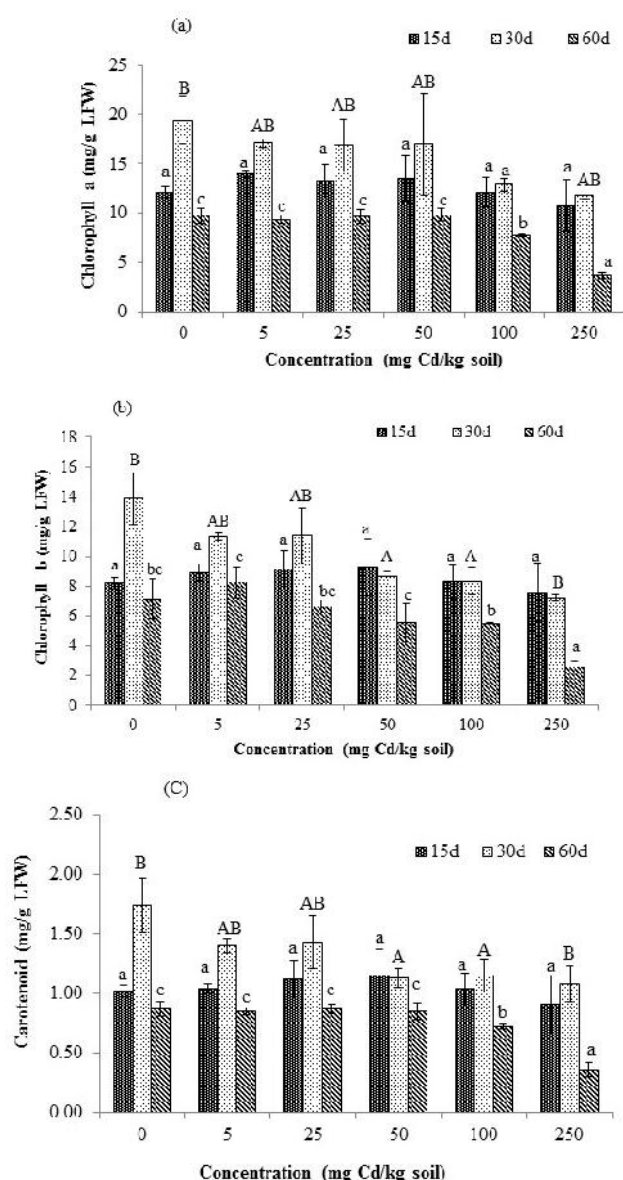 (a)
15d 30d 60d
Chlorophyll a (mg/g LFW)
25
20
15
10
5
0
a B c
a AB c
a AB c
a AB c
a a b
a AB a
0 5 25 50 100 250
Concentration (mg Cd/kg soil)
(b)
15d 30d 60d
Chlorophyll b (mg/g LFW)
18
16
14
12
10
8
6
4
2
0
a B bc
a AB c
a AB bc
a A c
a A b
a B a
0 5 25 50 100 250
Concentration (mg Cd/kg soil)
(C)
15d 30d 60d
Carotenoid (mg/g LFW)
2.50
2.00
1.50
1.00
0.50
0.00
a B c
a AB c
a AB c
a A c
a A b
a B a
0 5 25 50 100 250
Concentration (mg Cd/kg soil)